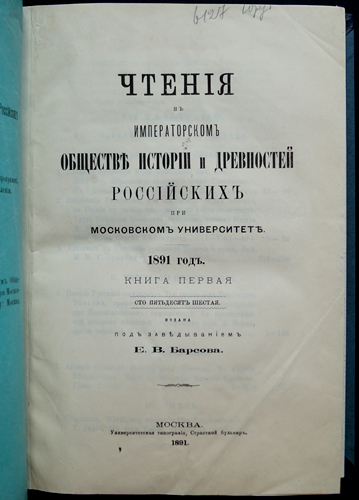 ЧТЕНІЯ
ВЪ
ИМПЕРАТОРСКОМЪ
ОБЩЕСТВѢ ИСТОРІИ и ДРЕВНОСТЕЙ
РОССІЙСКИХЪ
ПРИ
МОСКОВСКОМЪ УНИВЕРСИТЕТѢ.
1891 годъ.
КНИГА ПЕРВАЯ
СТО ПЯТЬДЕСЯТЪ ШЕСТАЯ.
ИЗДАНА
ПОДЪ ЗАВѢДЫВАНІЕМЪ
Е. В. Барсова.
МОСКВА.
Университетская типографія, Страстной бульваръ.
1891.